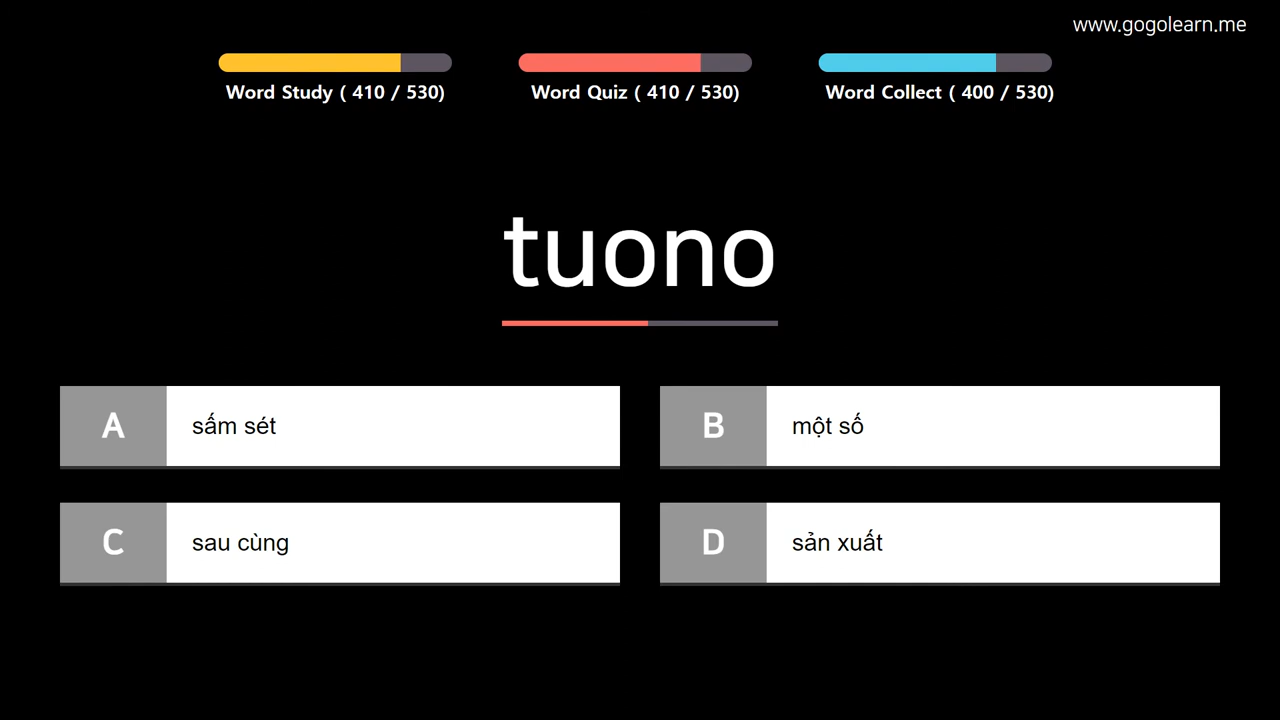 www.gogolearn.me
Word Study ( 410 / 530)
Word Quiz ( 410 / 530)
Word Collect ( 400 / 530)
tuono
A sấm sét
B một số
C sau cùng
D sản xuất